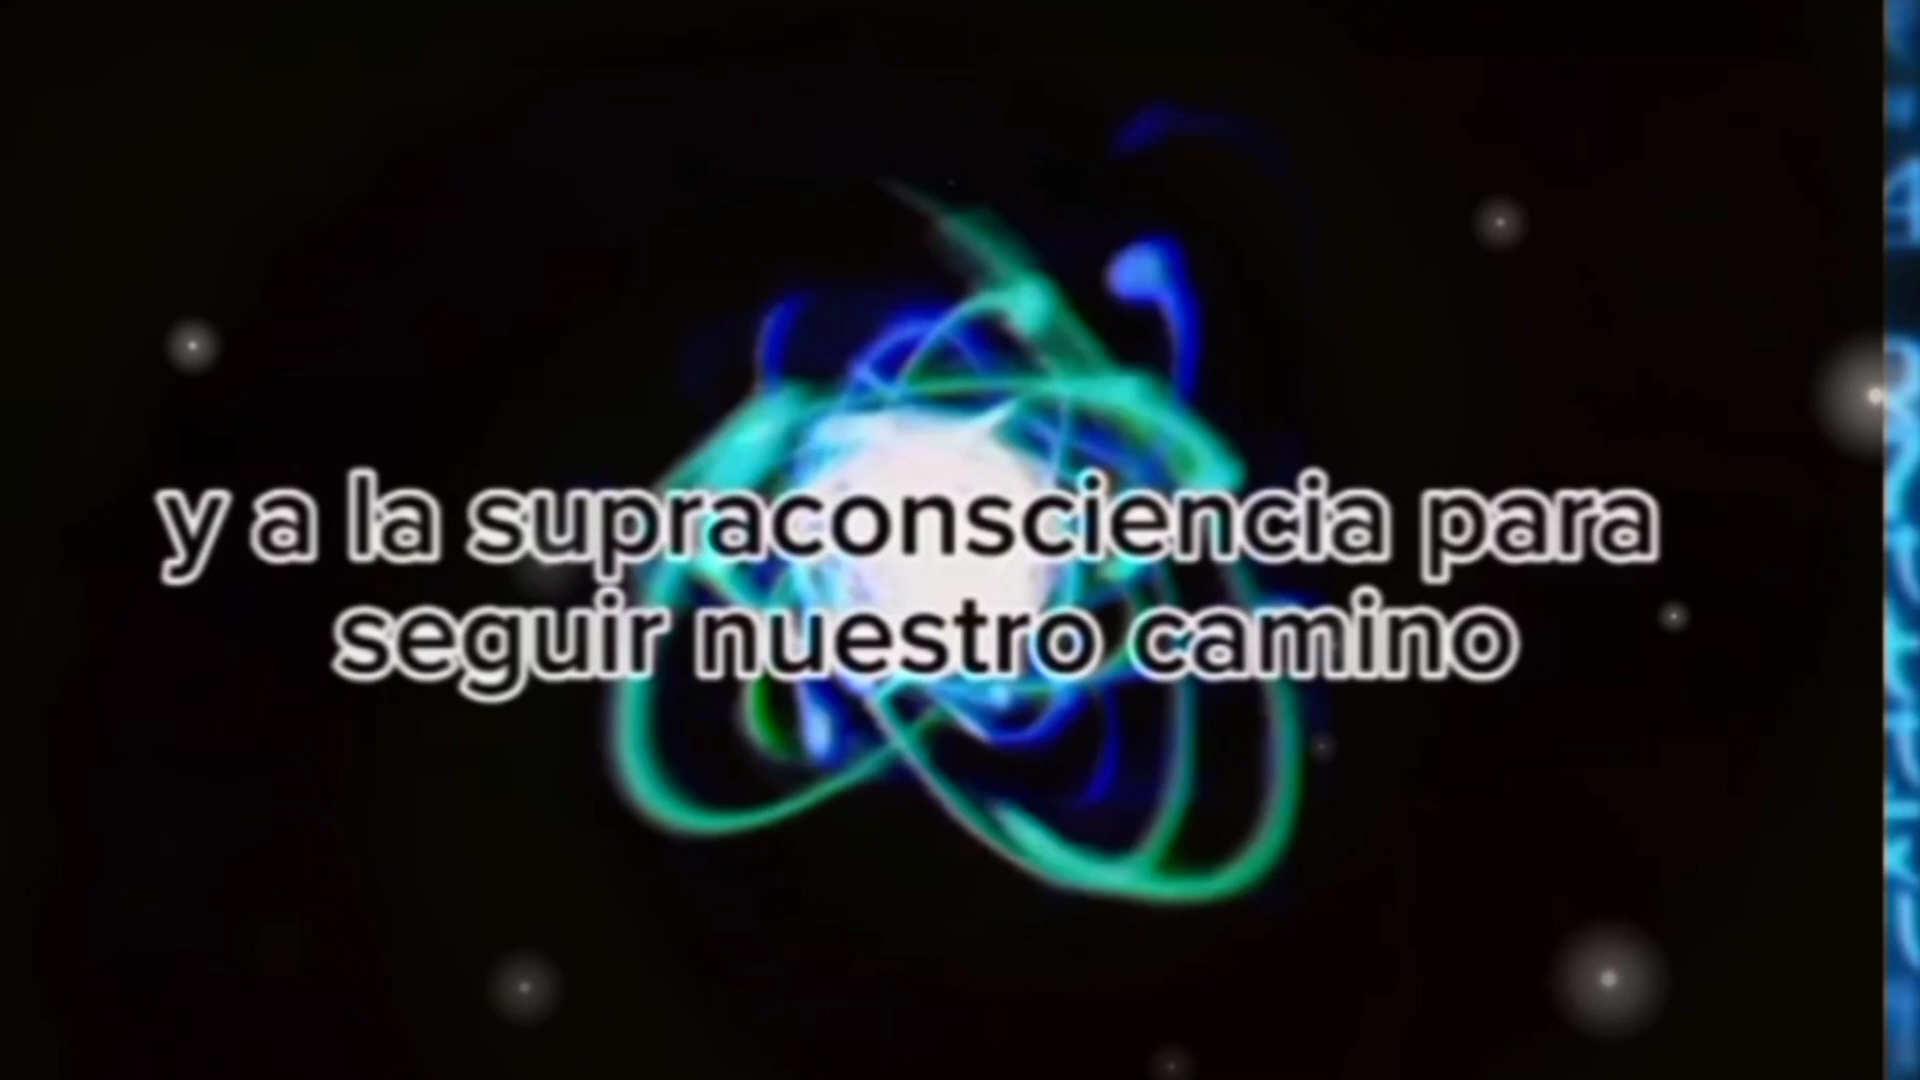 y a la supraconsciencia para
seguir nuestro camino